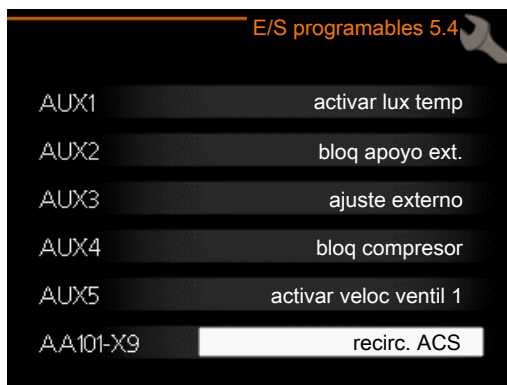 E/S programables 5.4
AUX1 activar lux temp
AUX2 bloq apoyo ext.
AUX3 ajuste externo
AUX4 bloq compresor
AUX5 activar veloc ventil 1
AA101-X9 recirc. ACS